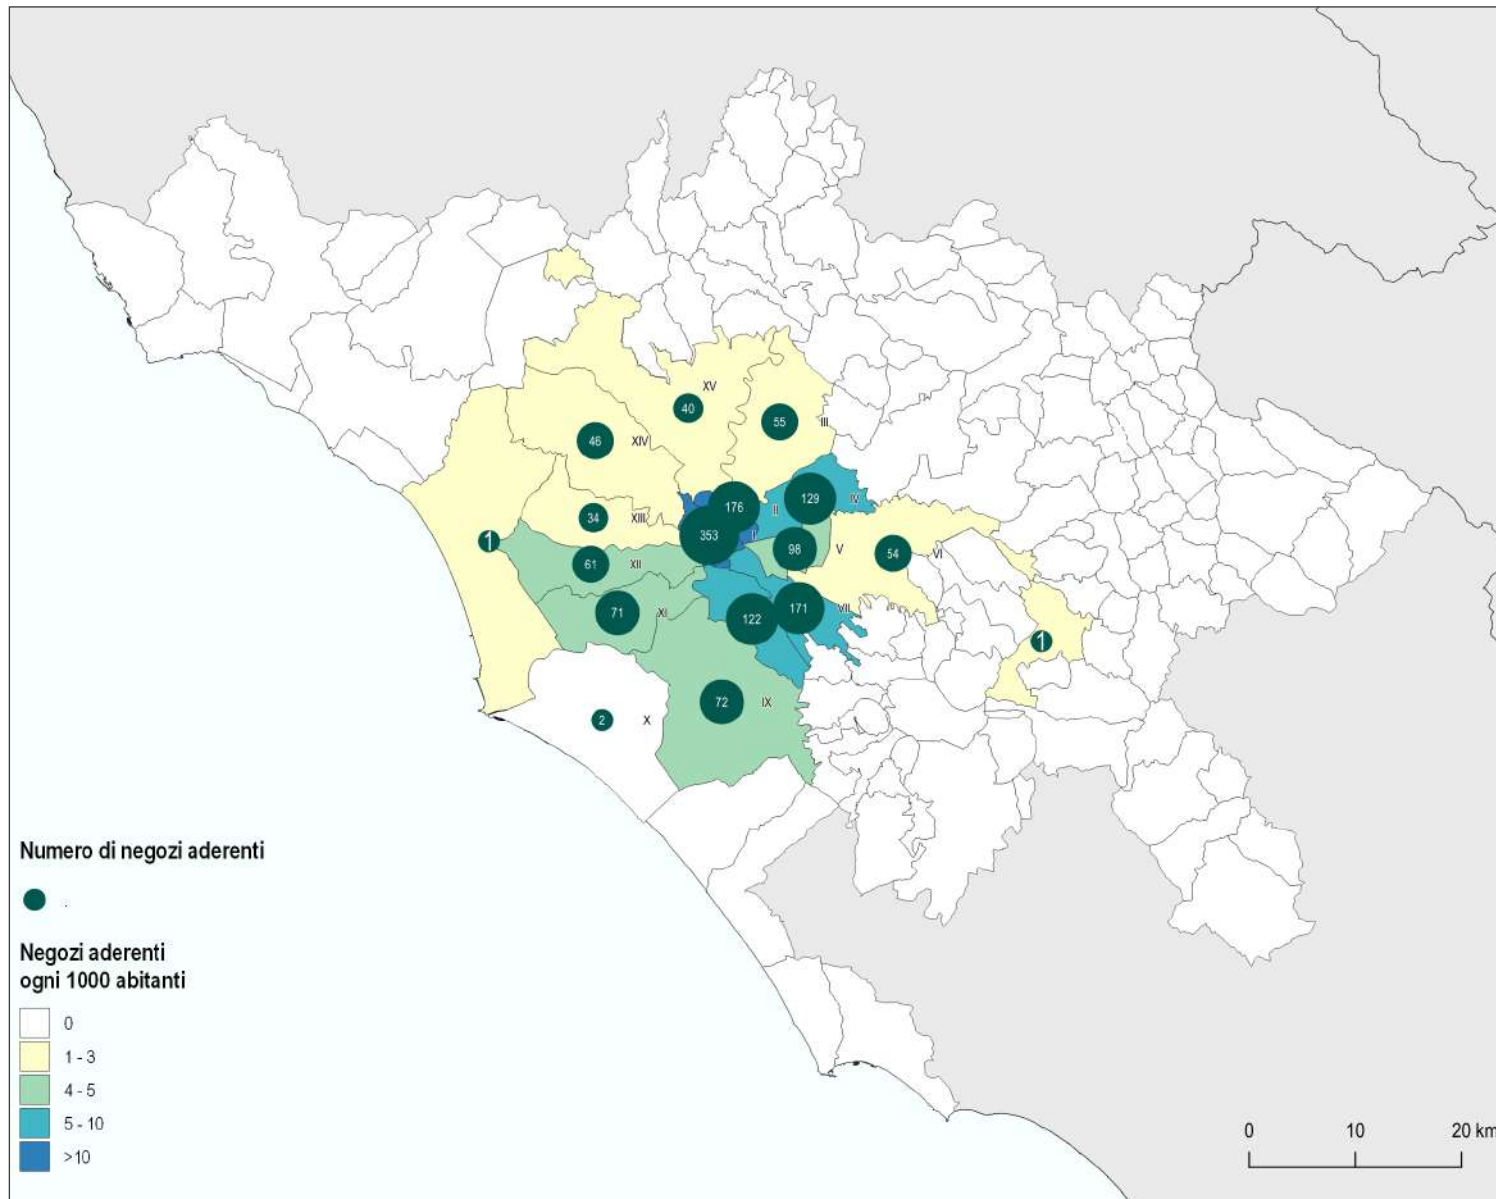 XV
40
55
III
46
XIV
176
129
IV
II
34
XIII
353
I
1
98
V
54
VI
61
XII
71
XI
122
171
VII
1
72
IX
2
X
Numero di negozi aderenti
.
Negozi aderenti
ogni 1000 abitanti
0
1 - 3
4 - 5
5 - 10
>10
0 10 20 km